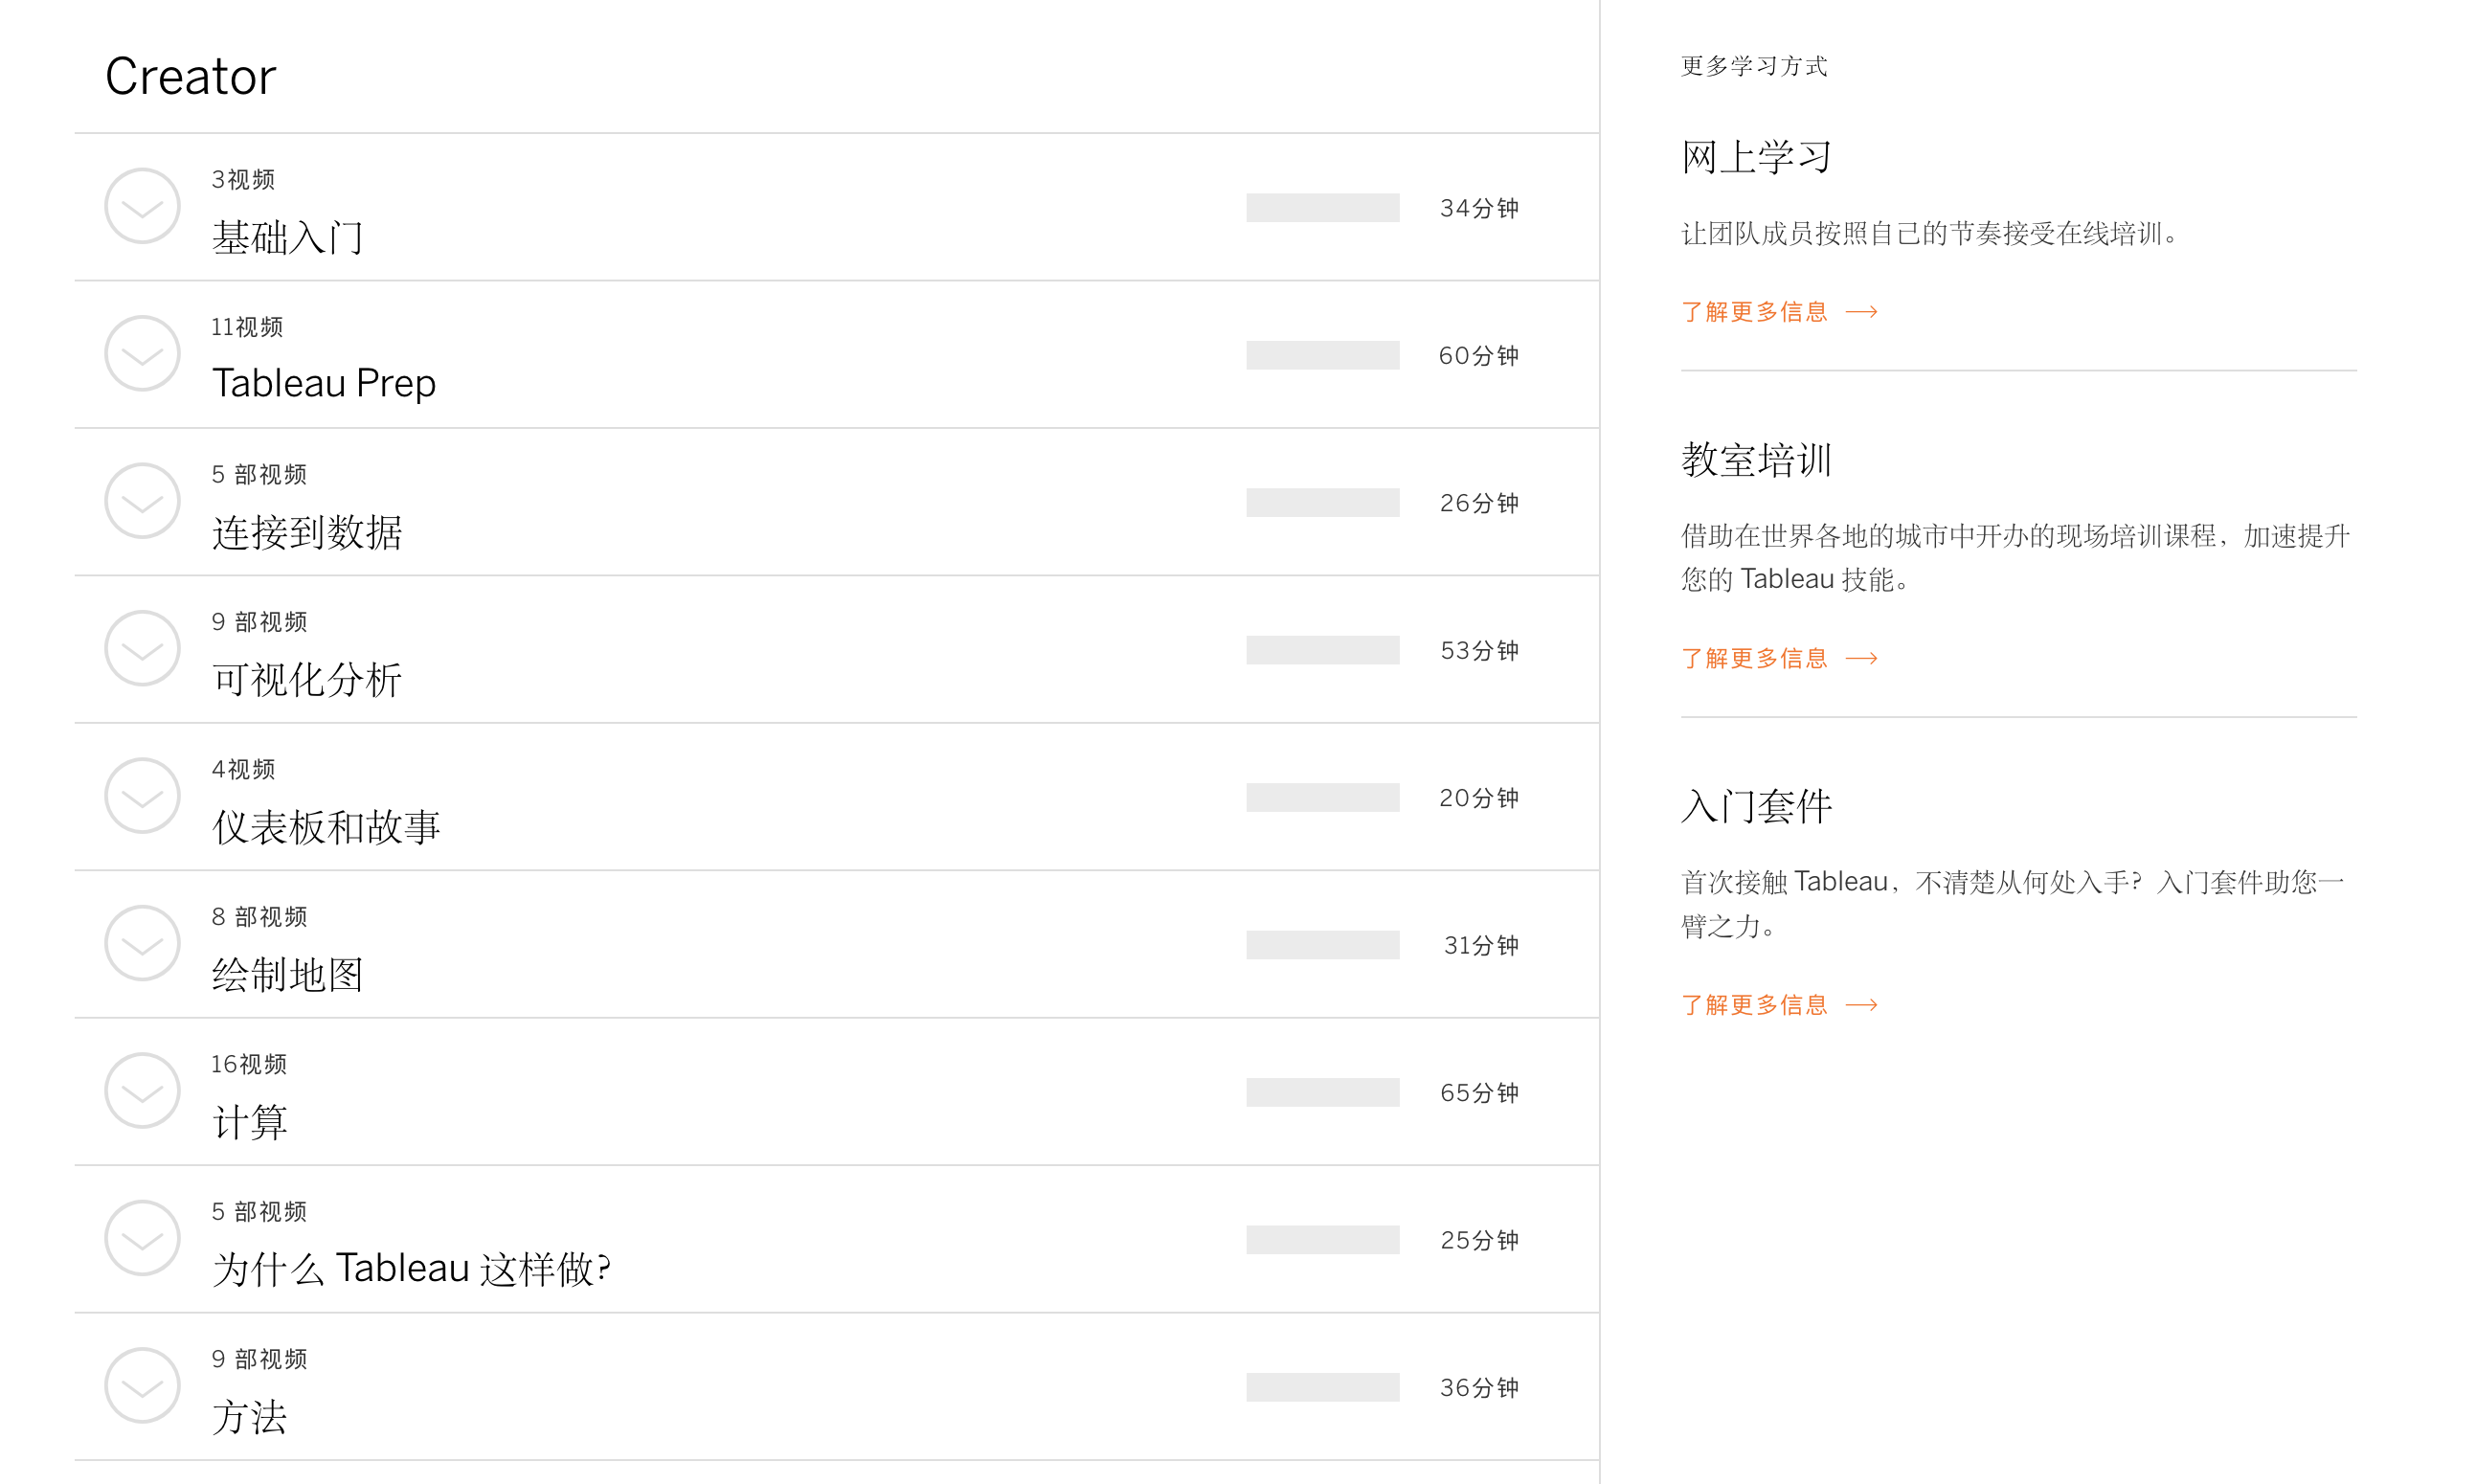 Creator
3视频
基础入门
34分钟
11视频
Tableau Prep
60分钟
5 部视频
连接到数据
26分钟
9 部视频
可视化分析
53分钟
4视频
仪表板和故事
20分钟
8 部视频
绘制地图
31分钟
16视频
计算
65分钟
5 部视频
为什么 Tableau 这样做?
25分钟
9 部视频
方法
36分钟
更多学习方式
网上学习
让团队成员按照自己的节奏接受在线培训。
了解更多信息
教室培训
借助在世界各地的城市中开办的现场培训课程，加速提升
您的 Tableau 技能。
了解更多信息
入门套件
首次接触 Tableau，不清楚从何处入手？入门套件助您一
臂之力。
了解更多信息